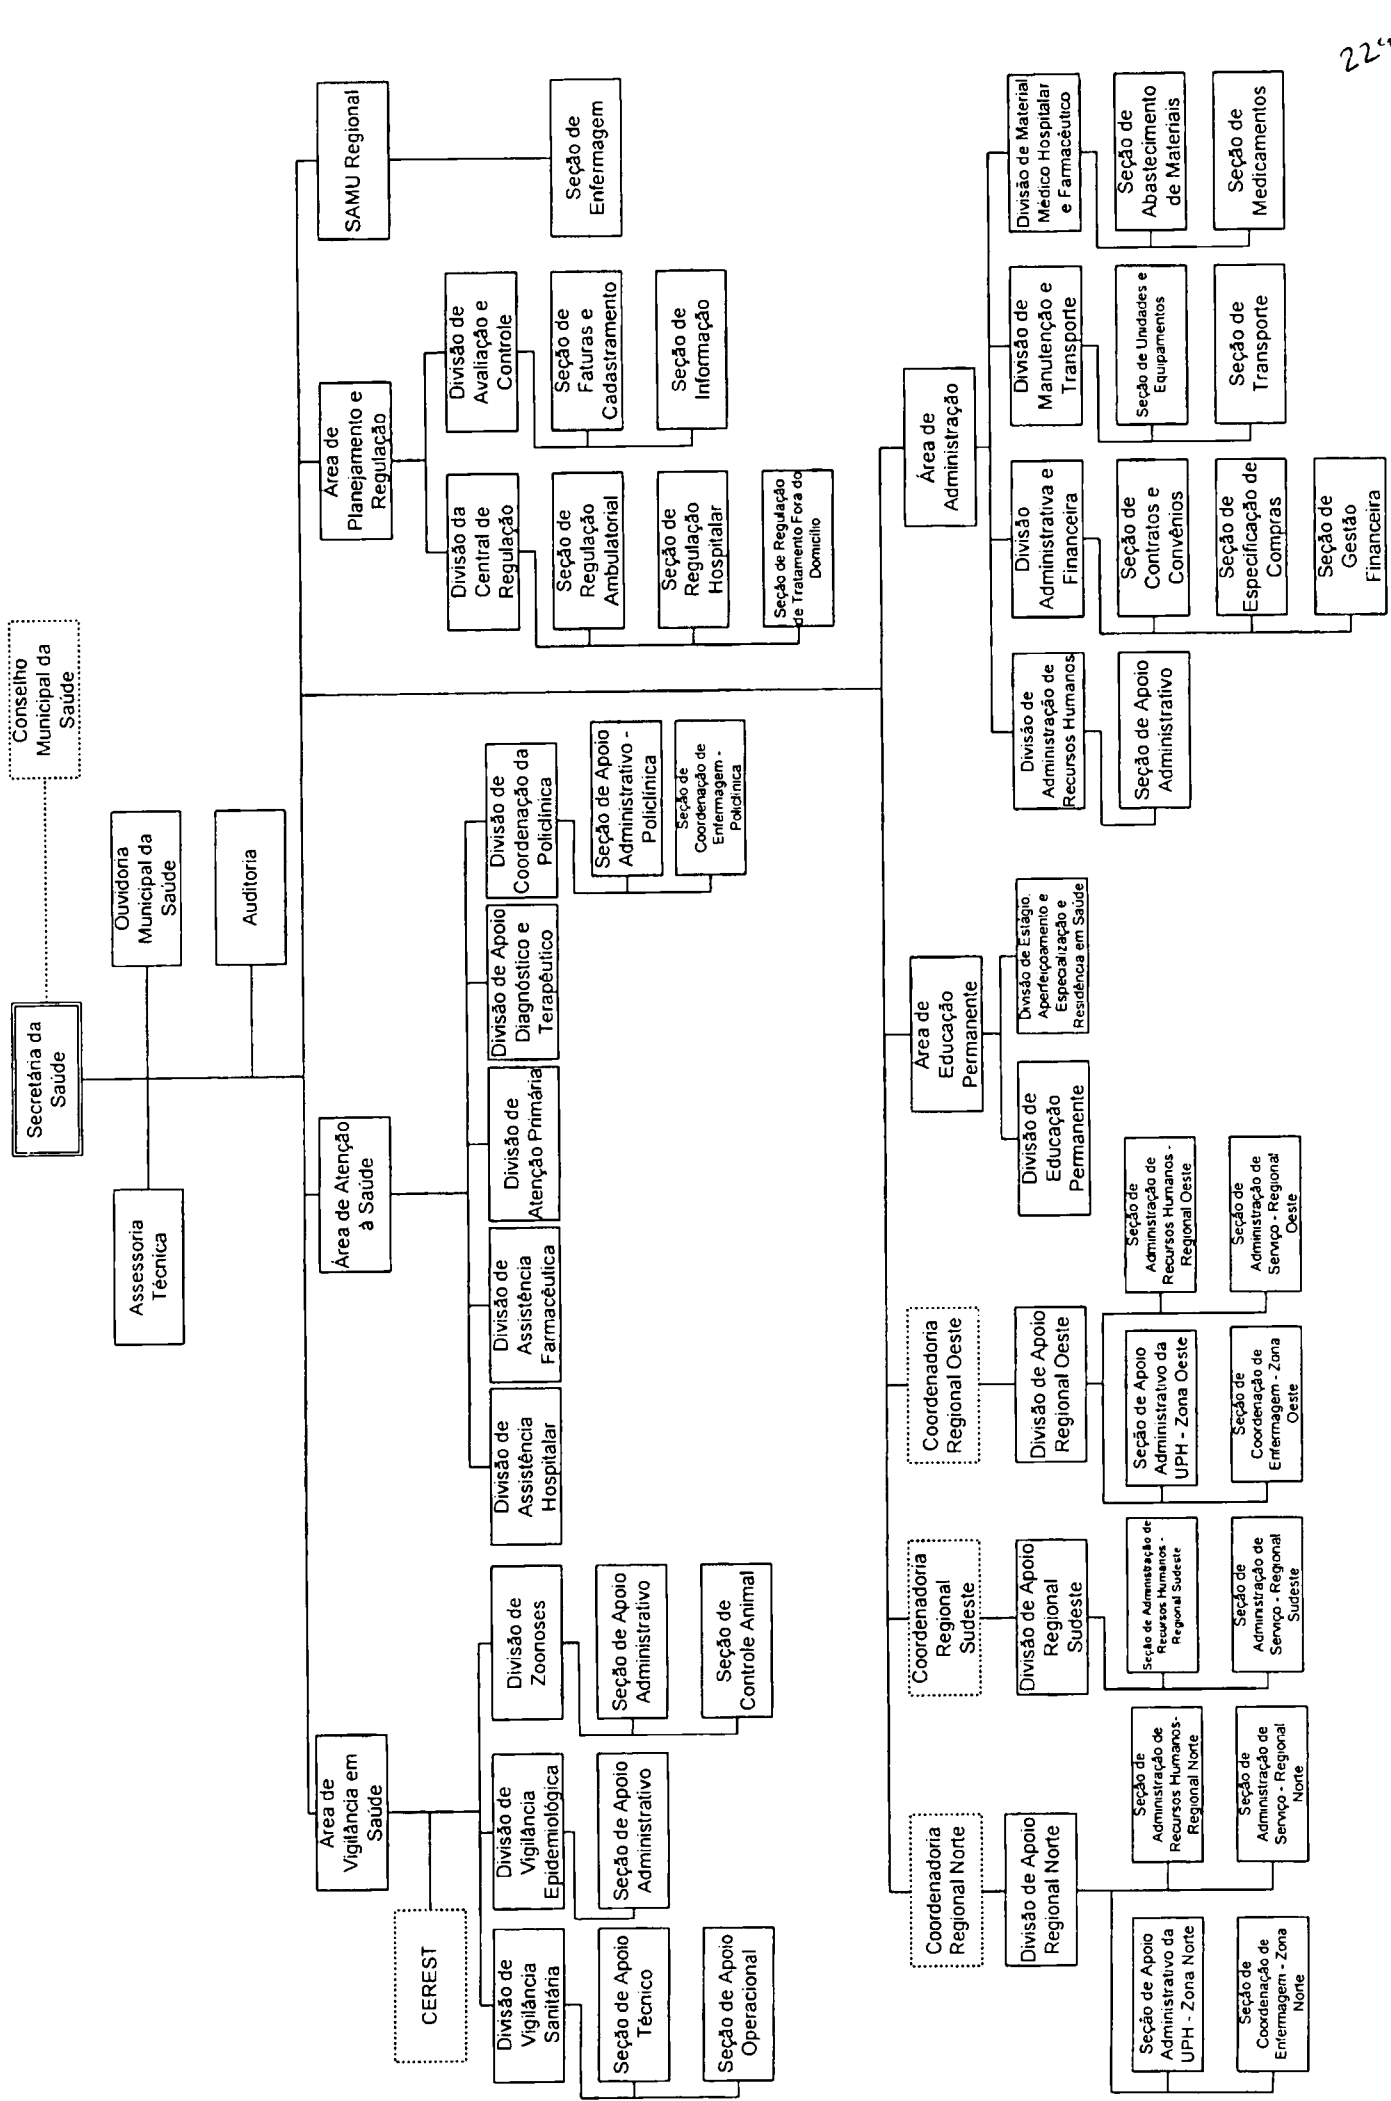 Conselho
Municipal da
Saúde
Secretária da
Saúde
Ouvidoria
Municipal da
Saúde
Assessoria
Técnica
Auditoria
Área de
Vigilância em
Saúde
CEREST
Divisão de
Vigilância
Sanitária
Seção de Apoio
Técnico
Seção de Apoio
Operacional
Divisão de
Vigilância
Epidemiológica
Seção de Apoio
Administrativo
Divisão de
Zoonoses
Seção de Apoio
Administrativo
Seção de
Controle Animal
Área de Atenção
à Saúde
Divisão de
Assistência
Hospitalar
Divisão de
Assistência
Farmacêutica
Divisão de
Atenção Primária
Divisão de Apoio
Diagnóstico e
Terapêutico
Divisão de
Coordenação da
Policlínica
Seção de Apoio
Administrativo -
Policlínica
Seção de
Coordenação de
Enfermagem -
Policlínica
Área de
Planejamento e
Regulação
Divisão da
Central de
Regulação
Seção de
Regulação
Ambulatorial
Seção de
Regulação
Hospitalar
Seção de Regulação
de Tratamento Fora do
Domicílio
Divisão de
Avaliação e
Controle
Seção de
Faturas e
Cadastramento
Seção de
Informação
SAMU Regional
Seção de
Enfermagem
Coordenadoria
Regional Norte
Divisão de Apoio
Regional Norte
Seção de Apoio
Administrativo da
UPH - Zona Norte
Seção de
Coordenação de
Enfermagem - Zona
Norte
Seção de
Administração de
Recursos Humanos-
Regional Norte
Seção de
Administração de
Serviço - Regional
Norte
Coordenadoria
Regional
Sudeste
Divisão de Apoio
Regional
Sudeste
Seção de Administração de
Recursos Humanos -
Regional Sudeste
Seção de
Administração de
Serviço - Regional
Sudeste
Coordenadoria
Regional Oeste
Divisão de Apoio
Regional Oeste
Seção de Apoio
Administrativo da
UPH - Zona Oeste
Seção de
Coordenação de
Enfermagem - Zona
Oeste
Seção de
Administração de
Recursos Humanos -
Regional Oeste
Seção de
Administração de
Serviço - Regional
Oeste
Área de
Educação
Permanente
Divisão de
Educação
Permanente
Divisão de Estágio.
Aperfeiçoamento e
Especialização e
Residência em Saúde
Área de
Administração
Divisão de
Administração de
Recursos Humanos
Seção de Apoio
Administrativo
Divisão
Administrativa e
Financeira
Seção de
Contratos e
Convênios
Seção de
Especificação de
Compras
Seção de
Gestão
Financeira
Divisão de
Manutenção e
Transporte
Seção de Unidades e
Equipamentos
Seção de
Transporte
Divisão de Material
Médico Hospitalar
e Farmacêutico
Seção de
Abastecimento
de Materiais
Seção de
Medicamentos